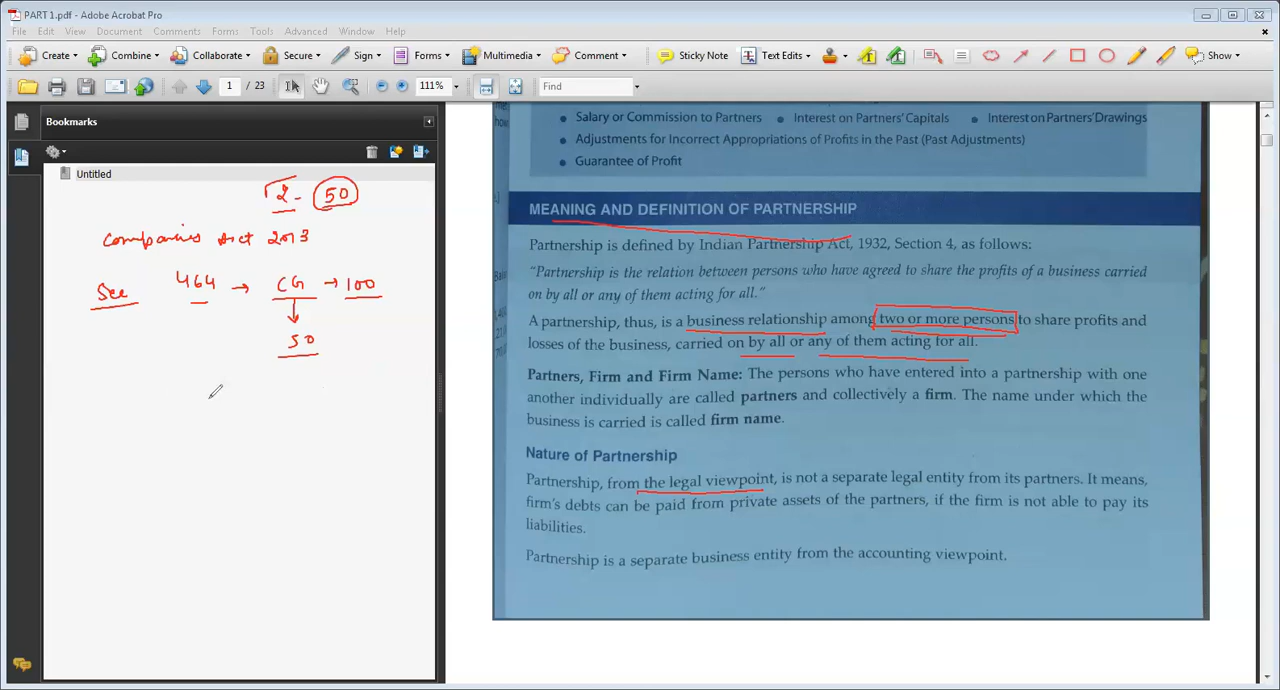 PART 1.pdf - Adobe Acrobat Pro
File Edit View Document Comments Forms Tools Advanced Window Help
Create Combine Collaborate Secure Sign Forms Multimedia Comment Sticky Note Text Edits Show
1 / 23 111% Find
Bookmarks
Untitled
2 - 50
Companies Act 2013
Sec 464 → CG → 100
50
Salary or Commission to Partners • Interest on Partners' Capitals • Interest on Partners' Drawings
• Adjustments for Incorrect Appropriations of Profits in the Past (Past Adjustments)
• Guarantee of Profit
MEANING AND DEFINITION OF PARTNERSHIP
Partnership is defined by Indian Partnership Act, 1932, Section 4, as follows:
"Partnership is the relation between persons who have agreed to share the profits of a business carried
on by all or any of them acting for all."
A partnership, thus, is a business relationship among two or more persons to share profits and
losses of the business, carried on by all or any of them acting for all.
Partners, Firm and Firm Name: The persons who have entered into a partnership with one
another individually are called partners and collectively a firm. The name under which the
business is carried is called firm name.
Nature of Partnership
Partnership, from the legal viewpoint, is not a separate legal entity from its partners. It means,
firm's debts can be paid from private assets of the partners, if the firm is not able to pay its
liabilities.
Partnership is a separate business entity from the accounting viewpoint.